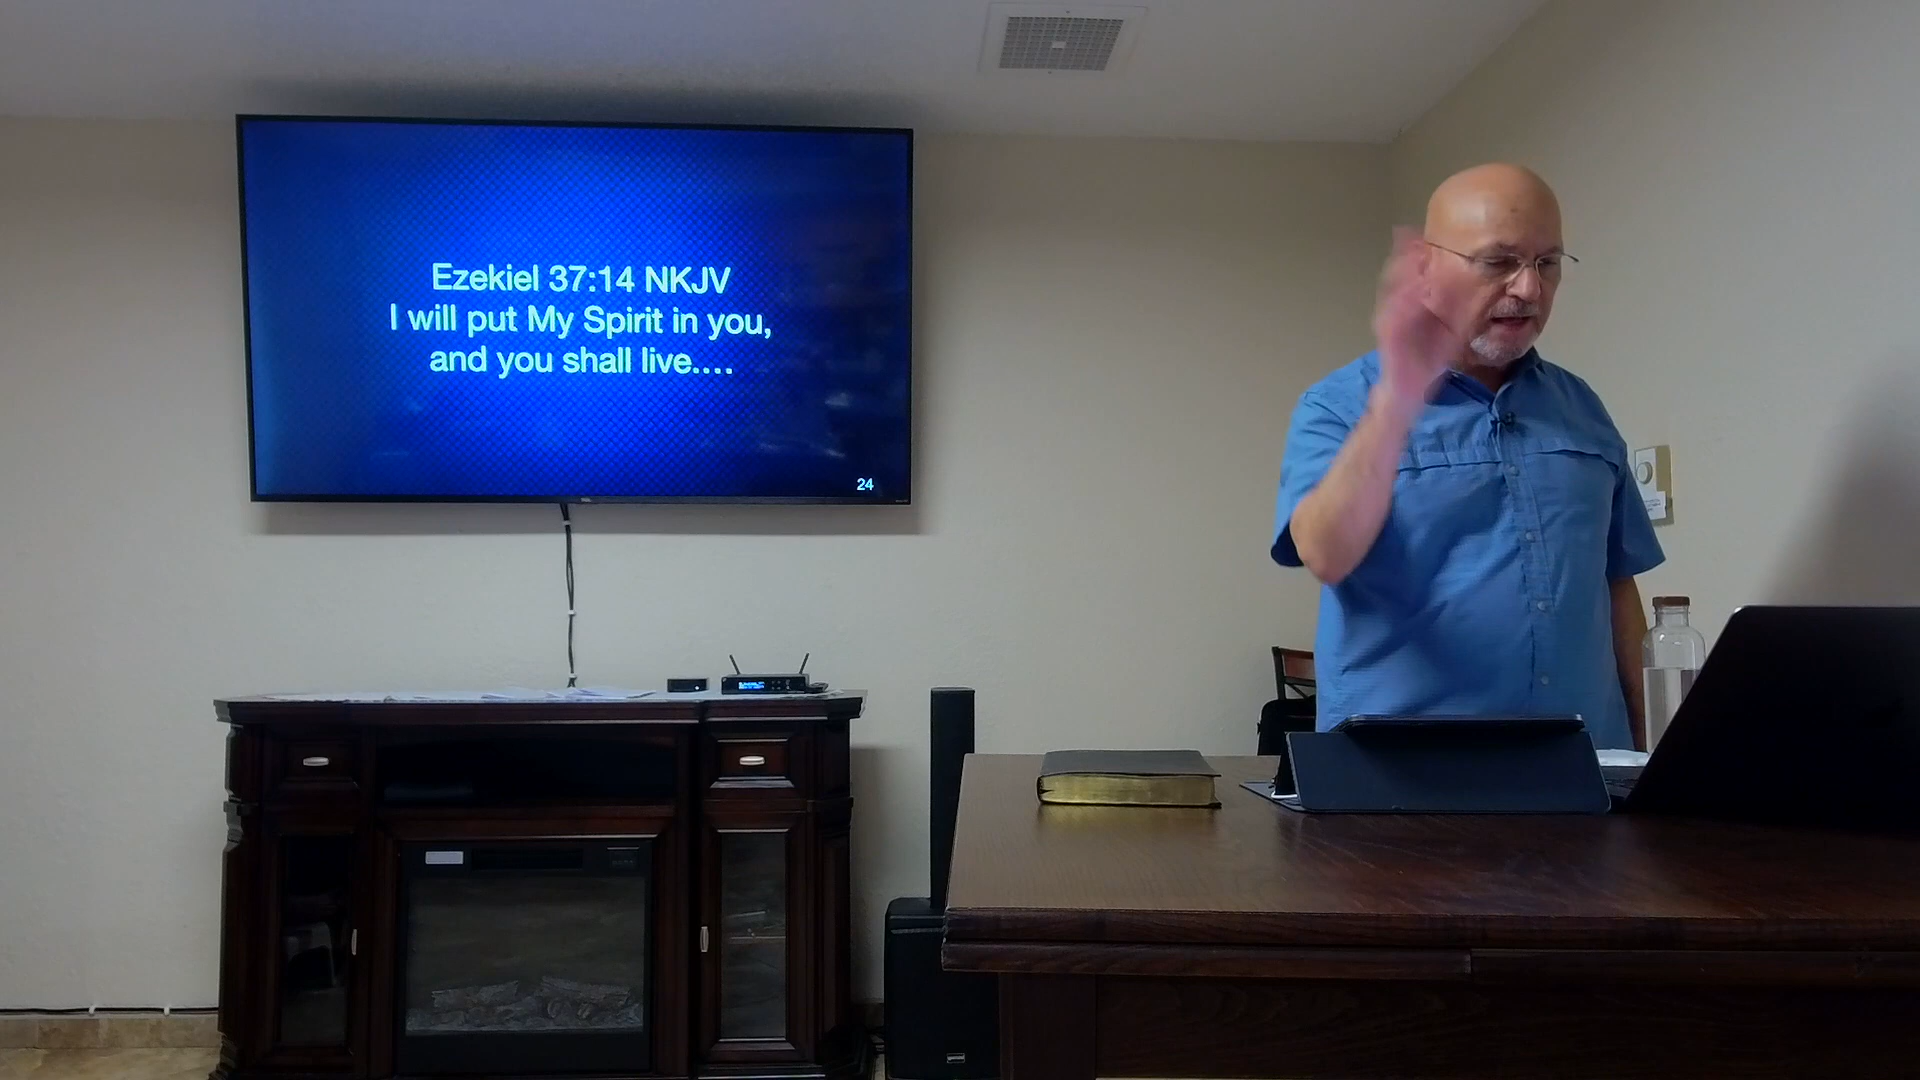 Ezekiel 37:14 NKJV
I will put My Spirit in you,
and you shall live....
24